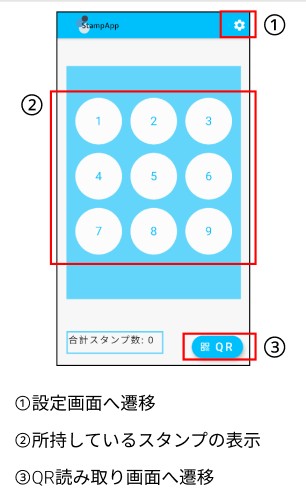 StampApp
①
②
1 2 3
4 5 6
7 8 9
合計スタンプ数: 0
QR
③
①設定画面へ遷移
②所持しているスタンプの表示
③QR読み取り画面へ遷移